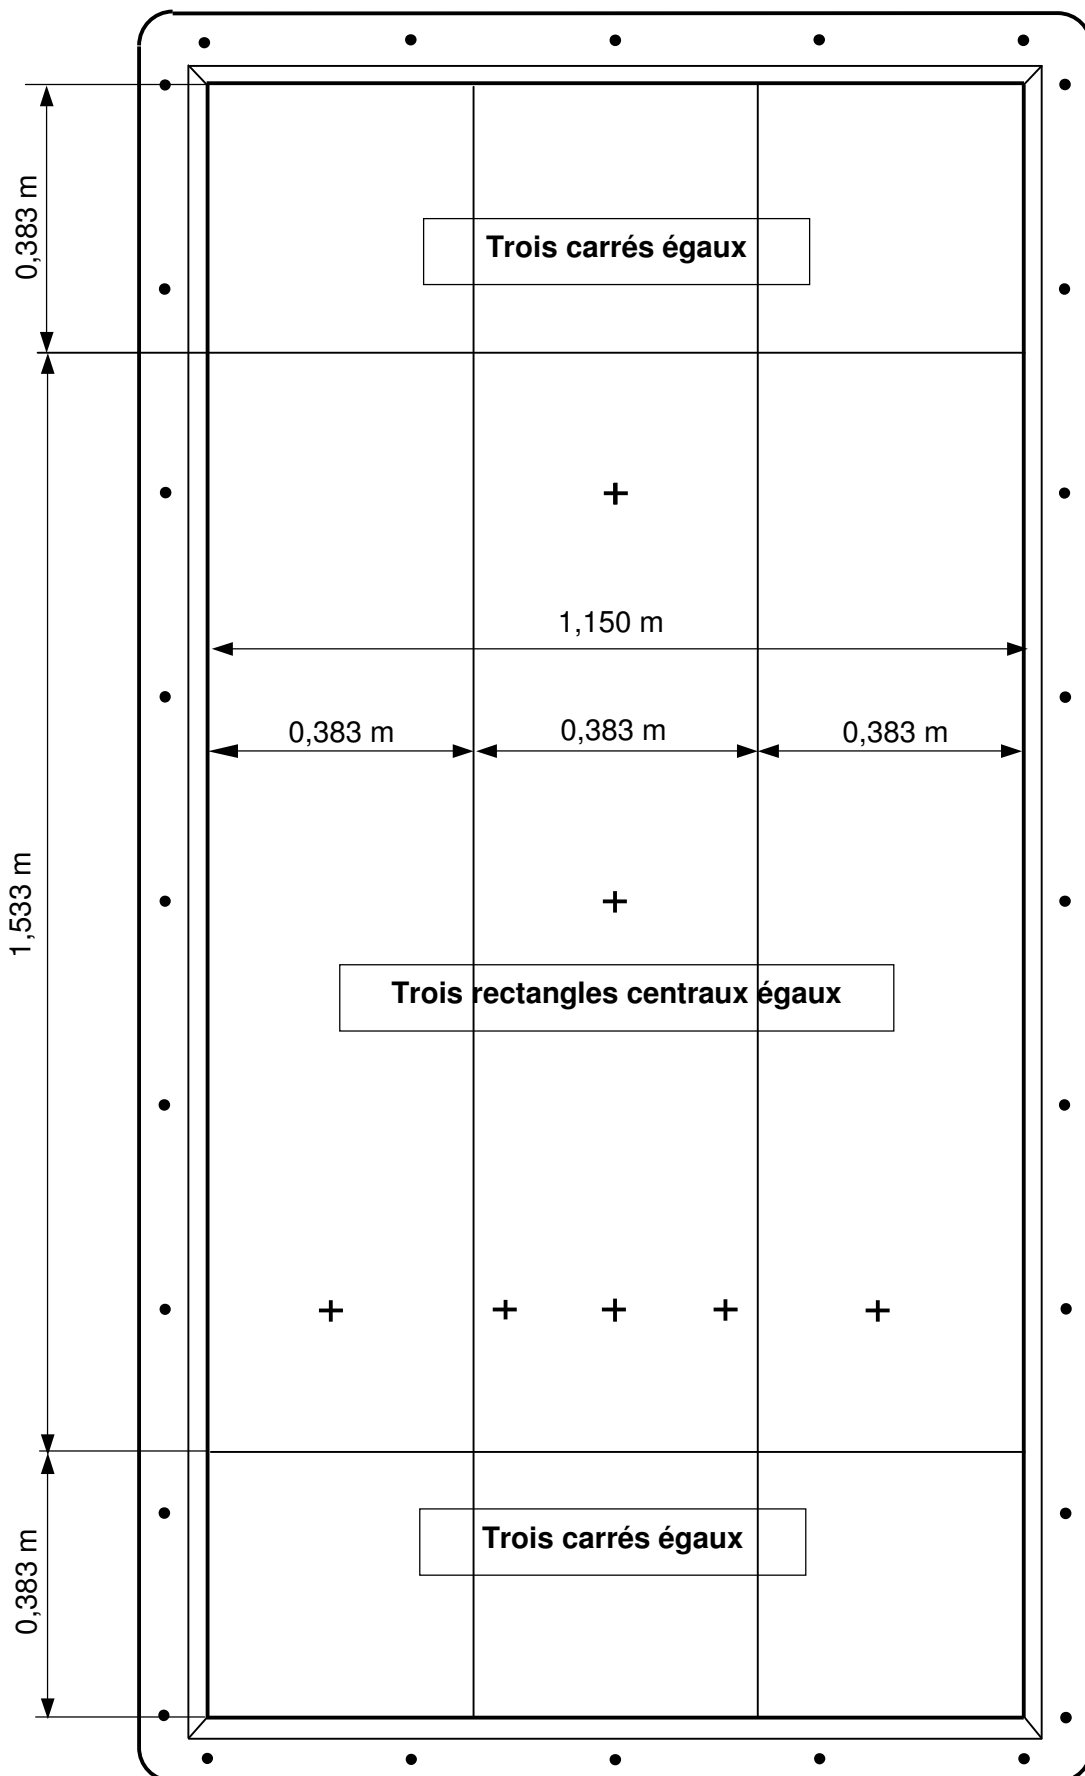 0,383 m
Trois carrés égaux
1,150 m
0,383 m
0,383 m
0,383 m
1,533 m
Trois rectangles centraux égaux
Trois carrés égaux
0,383 m